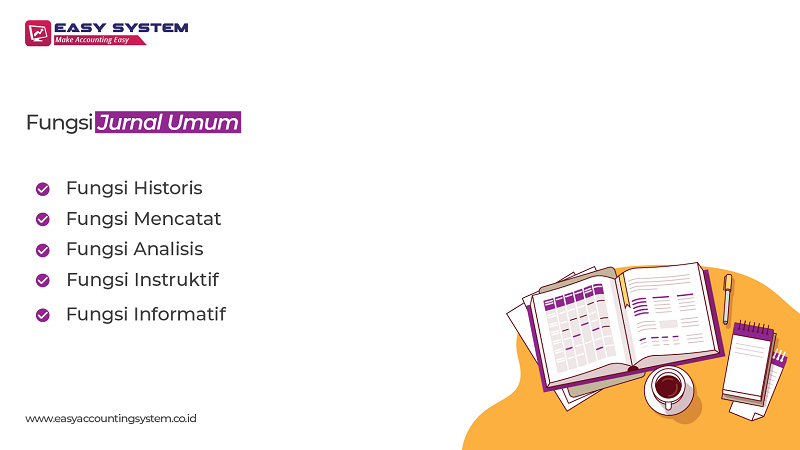 EASY SYSTEM
Make Accounting Easy
Fungsi Jurnal Umum
Fungsi Historis
Fungsi Mencatat
Fungsi Analisis
Fungsi Instruktif
Fungsi Informatif
www.easyaccountingsystem.co.id